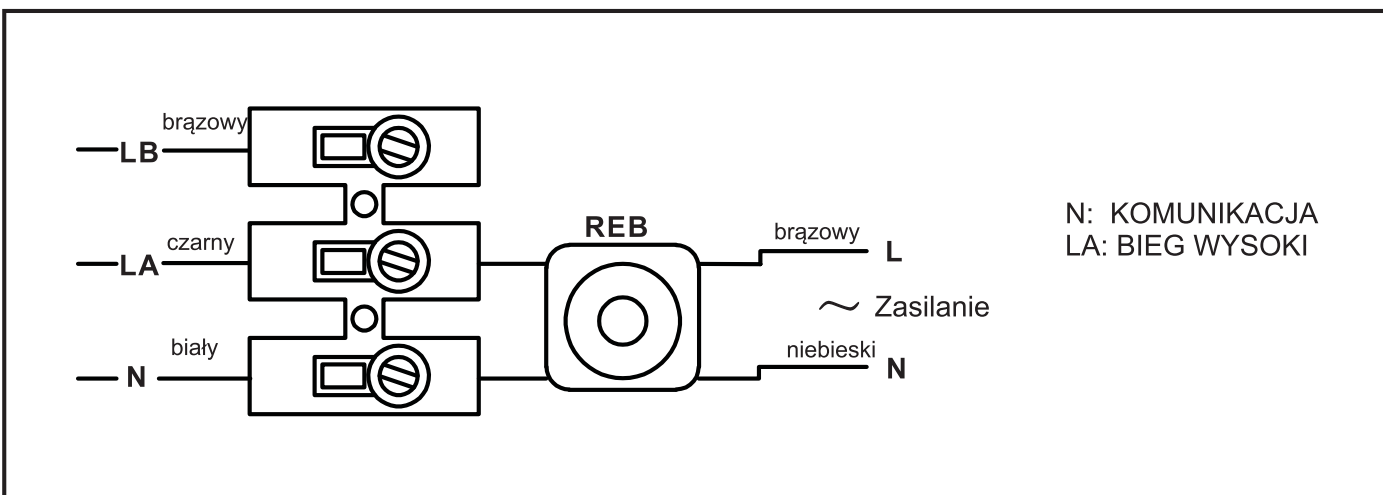 brązowy
LB
czarny
LA
biały
N
REB
brązowy
L
~ Zasilanie
niebieski
N
N: KOMUNIKACJA
LA: BIEG WYSOKI